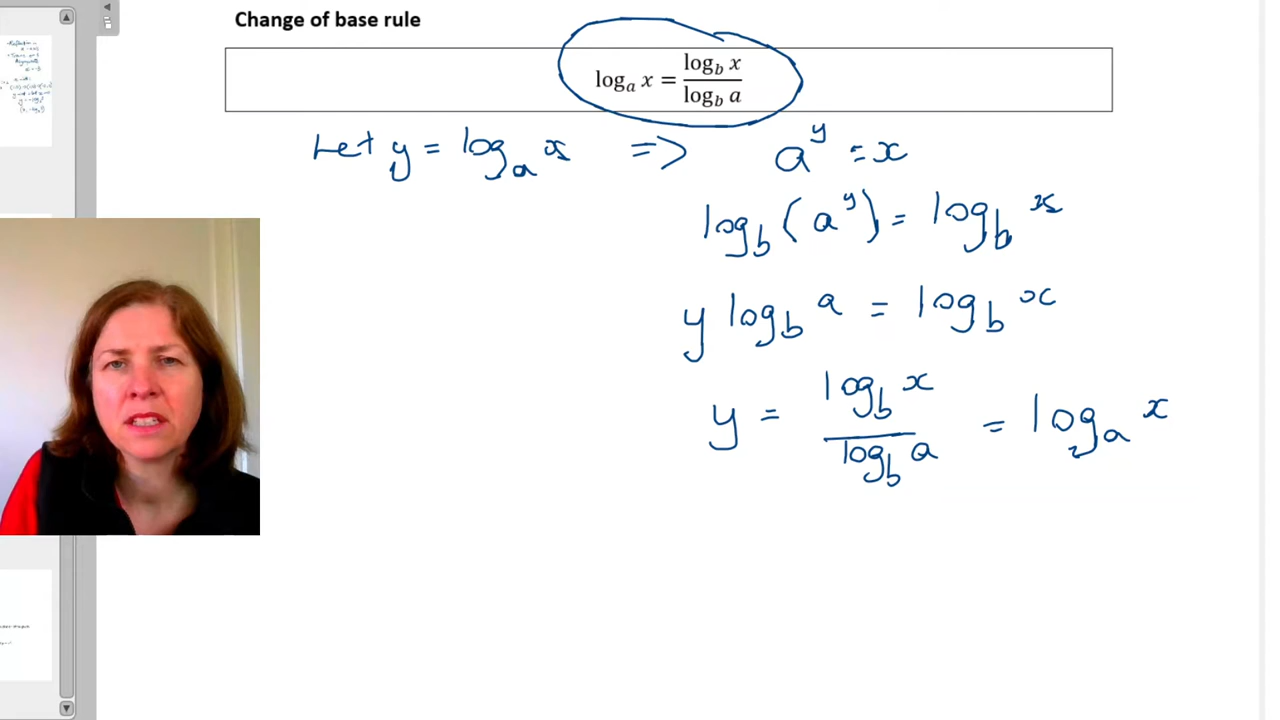 Change of base rule
logₐ x = log_b x / log_b a
Let y = logₐ x => a^y = x
log_b (a^y) = log_b x
y log_b a = log_b x
y = log_b x / log_b a = logₐ x